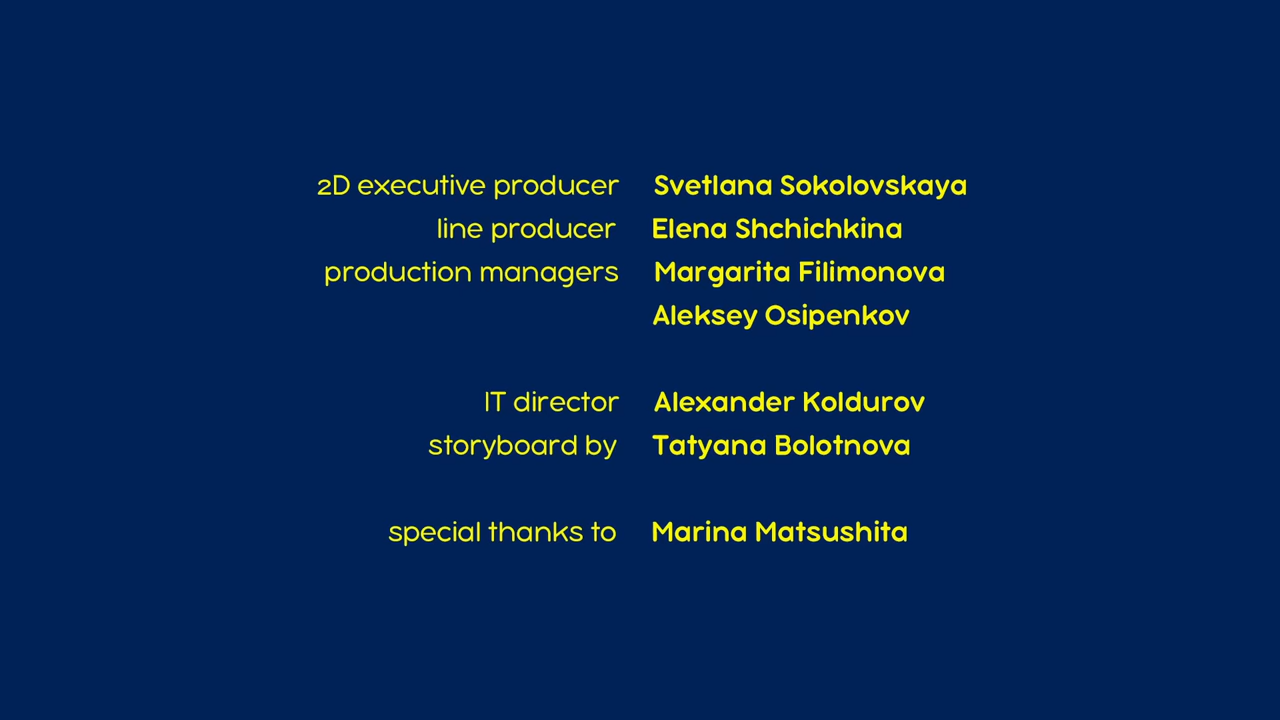 2D executive producer Svetlana Sokolovskaya
line producer Elena Shchichkina
production managers Margarita Filimonova
Aleksey Osipenkov
IT director Alexander Koldurov
storyboard by Tatyana Bolotnova
special thanks to Marina Matsushita